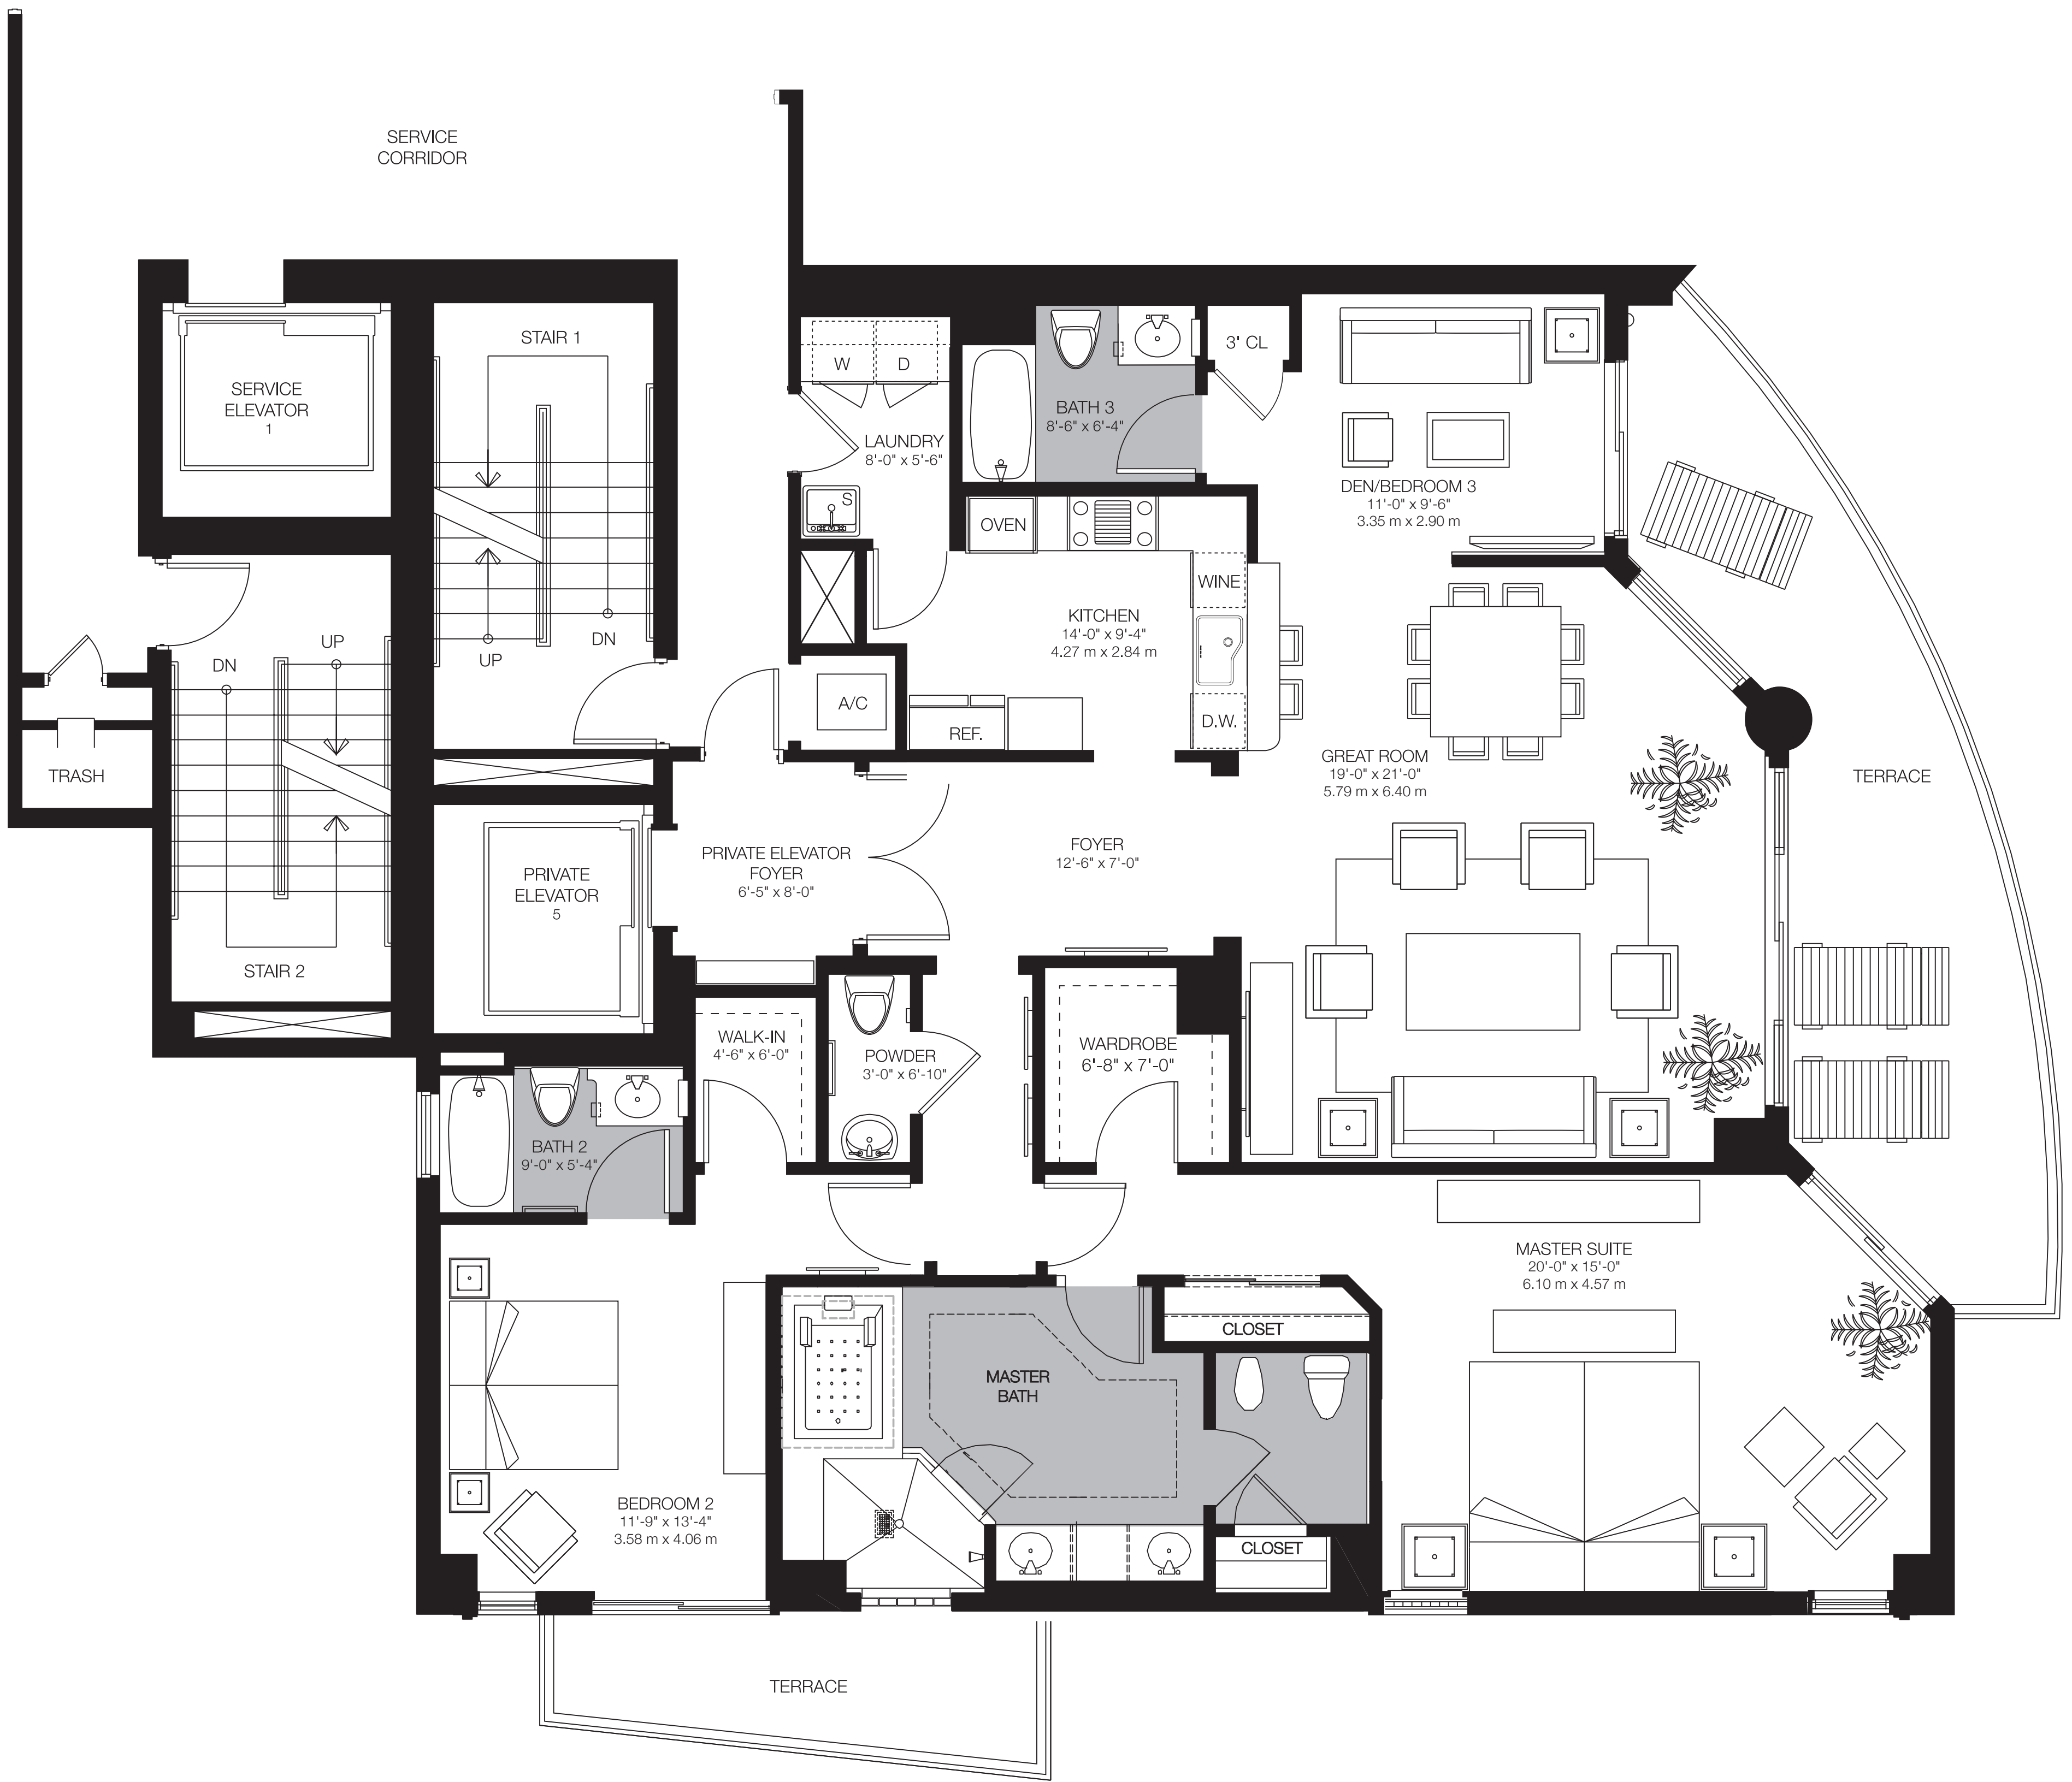 SERVICE
CORRIDOR
STAIR 1
SERVICE
ELEVATOR
1
W
D
3' CL
BATH 3
8'-6" x 6'-4"
LAUNDRY
8'-0" x 5'-6"
S
DEN/BEDROOM 3
11'-0" x 9'-6"
3.35 m x 2.90 m
OVEN
WINE
KITCHEN
14'-0" x 9'-4"
4.27 m x 2.84 m
UP
DN
DN
UP
A/C
REF.
D.W.
TRASH
GREAT ROOM
19'-0" x 21'-0"
5.79 m x 6.40 m
TERRACE
PRIVATE ELEVATOR
FOYER
6'-5" x 8'-0"
FOYER
12'-6" x 7'-0"
PRIVATE
ELEVATOR
5
STAIR 2
WALK-IN
4'-6" x 6'-0"
POWDER
3'-0" x 6'-10"
WARDROBE
6'-8" x 7'-0"
BATH 2
9'-0" x 5'-4"
MASTER SUITE
20'-0" x 15'-0"
6.10 m x 4.57 m
CLOSET
MASTER
BATH
BEDROOM 2
11'-9" x 13'-4"
3.58 m x 4.06 m
CLOSET
TERRACE